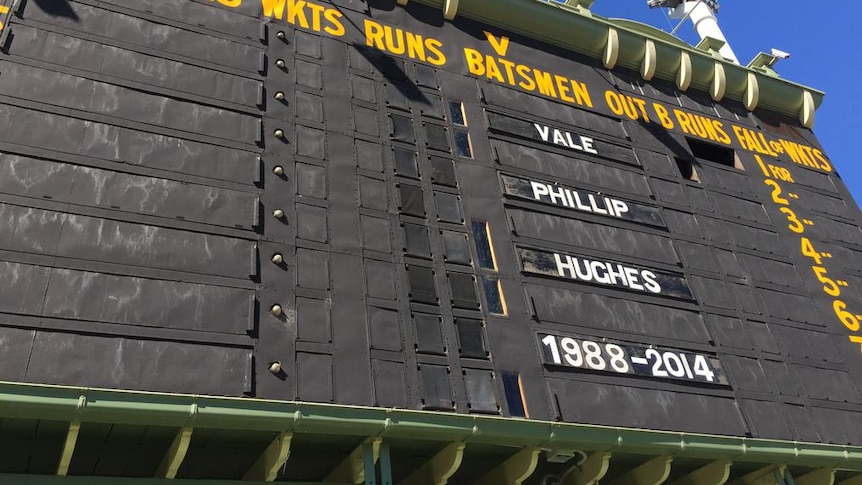 WKTS RUNS BATSMEN OUT B RUNS FALL OF WKTS
V
1 FOR
VALE
2 "
PHILLIP
3 "
4 "
HUGHES
5 "
6 "
1988-2014